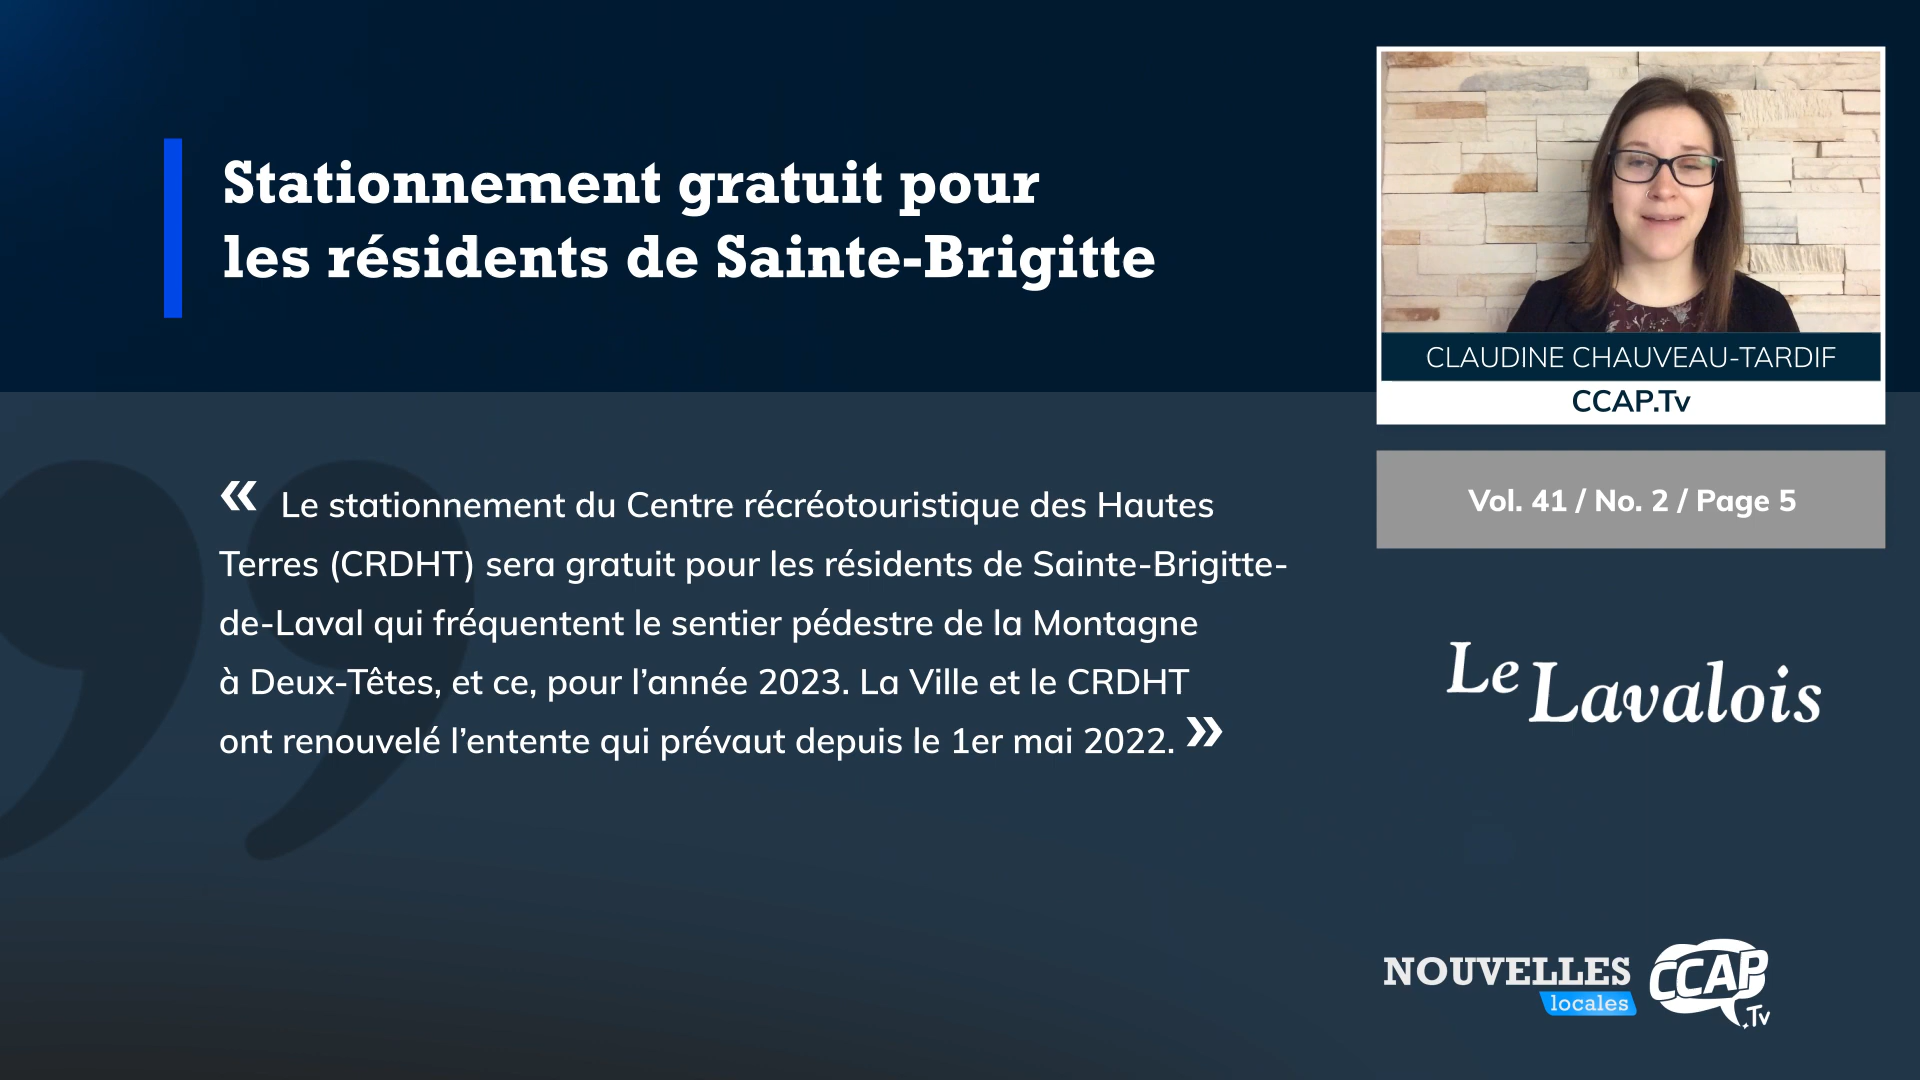 Stationnement gratuit pour
les résidents de Sainte-Brigitte
« Le stationnement du Centre récréotouristique des Hautes
Terres (CRDHT) sera gratuit pour les résidents de Sainte-Brigitte-
de-Laval qui fréquentent le sentier pédestre de la Montagne
à Deux-Têtes, et ce, pour l’année 2023. La Ville et le CRDHT
ont renouvelé l’entente qui prévaut depuis le 1er mai 2022. »
CLAUDINE CHAUVEAU-TARDIF
CCAP.Tv
Vol. 41 / No. 2 / Page 5
Le Lavalois
NOUVELLES
locales
CCAP
.Tv